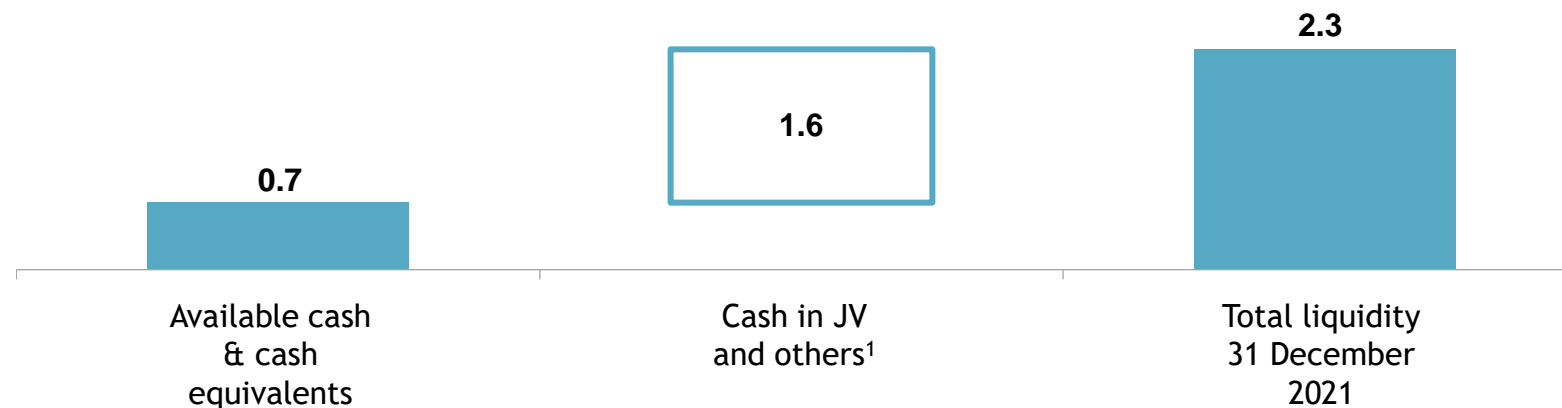 2.3
1.6
0.7
Available cash
& cash
equivalents
Cash in JV
and others¹
Total liquidity
31 December
2021